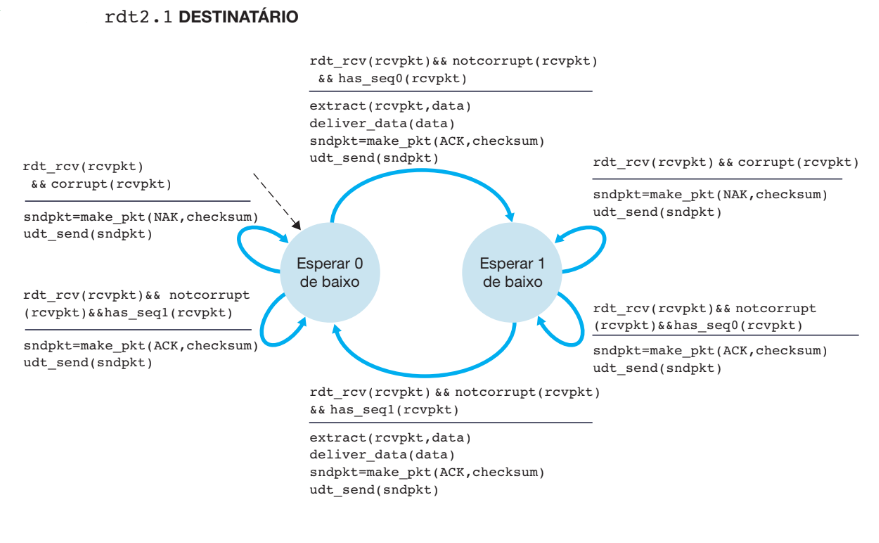 rdt2.1 DESTINATÁRIO
rdt_rcv(rcvpkt)&& notcorrupt(rcvpkt)
&& has_seq0(rcvpkt)
extract(rcvpkt,data)
deliver_data(data)
sndpkt=make_pkt(ACK,checksum)
udt_send(sndpkt)
rdt_rcv(rcvpkt)
&& corrupt(rcvpkt)
sndpkt=make_pkt(NAK,checksum)
udt_send(sndpkt)
rdt_rcv(rcvpkt) && corrupt(rcvpkt)
sndpkt=make_pkt(NAK,checksum)
udt_send(sndpkt)
Esperar 0
de baixo
Esperar 1
de baixo
rdt_rcv(rcvpkt)&& notcorrupt
(rcvpkt)&&has_seq1(rcvpkt)
sndpkt=make_pkt(ACK,checksum)
udt_send(sndpkt)
rdt_rcv(rcvpkt)&& notcorrupt
(rcvpkt)&&has_seq0(rcvpkt)
sndpkt=make_pkt(ACK,checksum)
udt_send(sndpkt)
rdt_rcv(rcvpkt) && notcorrupt(rcvpkt)
&& has_seq1(rcvpkt)
extract(rcvpkt,data)
deliver_data(data)
sndpkt=make_pkt(ACK,checksum)
udt_send(sndpkt)